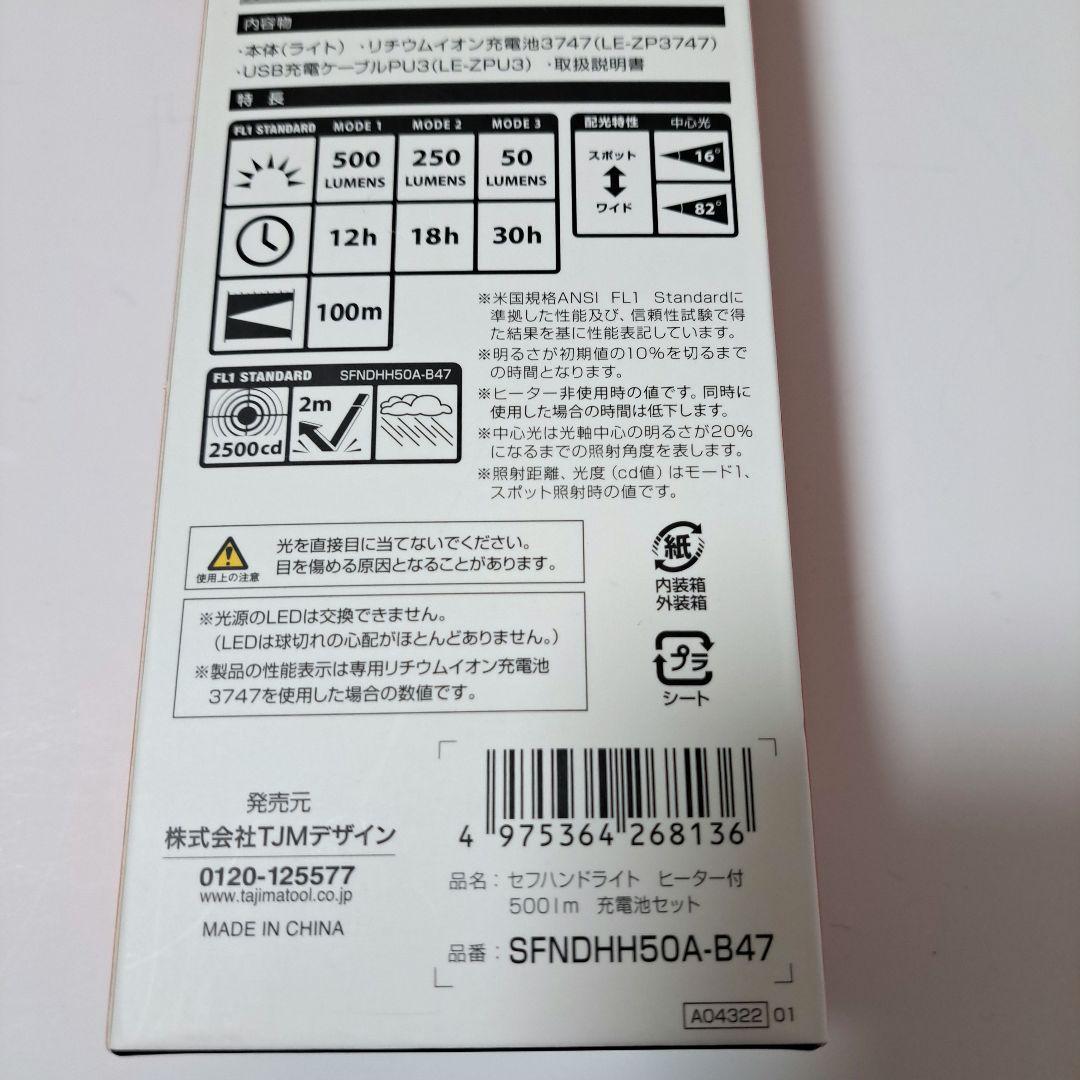 内容物
・本体(ライト) ・リチウムイオン充電池3747(LE-ZP3747)
・USB充電ケーブルPU3(LE-ZPU3) ・取扱説明書
特 長
FL1 STANDARD MODE 1 MODE 2 MODE 3
500 LUMENS 250 LUMENS 50 LUMENS
12h 18h 30h
100m
配光特性 中心光
スポット 16°
ワイド 82°
FL1 STANDARD SFNDHH50A-B47
2500cd 2m
※米国規格ANSI FL1 Standardに
準拠した性能及び、信頼性試験で得
た結果を基に性能表記しています。
※明るさが初期値の10%を切るまで
の時間となります。
※ヒーター非使用時の値です。同時に
使用した場合の時間は低下します。
※中心光は光軸中心の明るさが20%
になるまでの照射角度を表します。
※照射距離、光度(cd値)はモード1、
スポット照射時の値です。
使用上の注意
光を直接目に当てないでください。
目を傷める原因となることがあります。
※光源のLEDは交換できません。
(LEDは球切れの心配がほとんどありません。)
※製品の性能表示は専用リチウムイオン充電池
3747を使用した場合の数値です。
紙
内装箱
外装箱
プラ
シート
発売元
株式会社TJMデザイン
0120-125577
www.tajimatool.co.jp
MADE IN CHINA
4 975364 268136
品名：セフハンドライト ヒーター付
500lm 充電池セット
品番：SFNDHH50A-B47
A04322 01